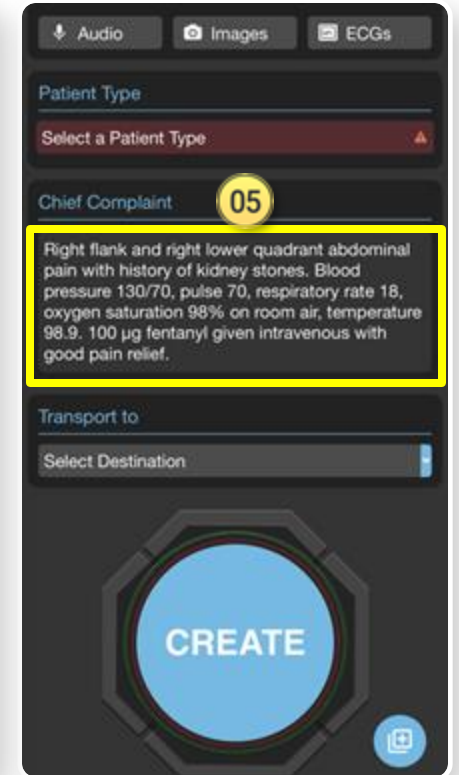 Audio
Images
ECGs
Patient Type
Select a Patient Type
Chief Complaint
05
Right flank and right lower quadrant abdominal
pain with history of kidney stones. Blood
pressure 130/70, pulse 70, respiratory rate 18,
oxygen saturation 98% on room air, temperature
98.9. 100 µg fentanyl given intravenous with
good pain relief.
Transport to
Select Destination
CREATE